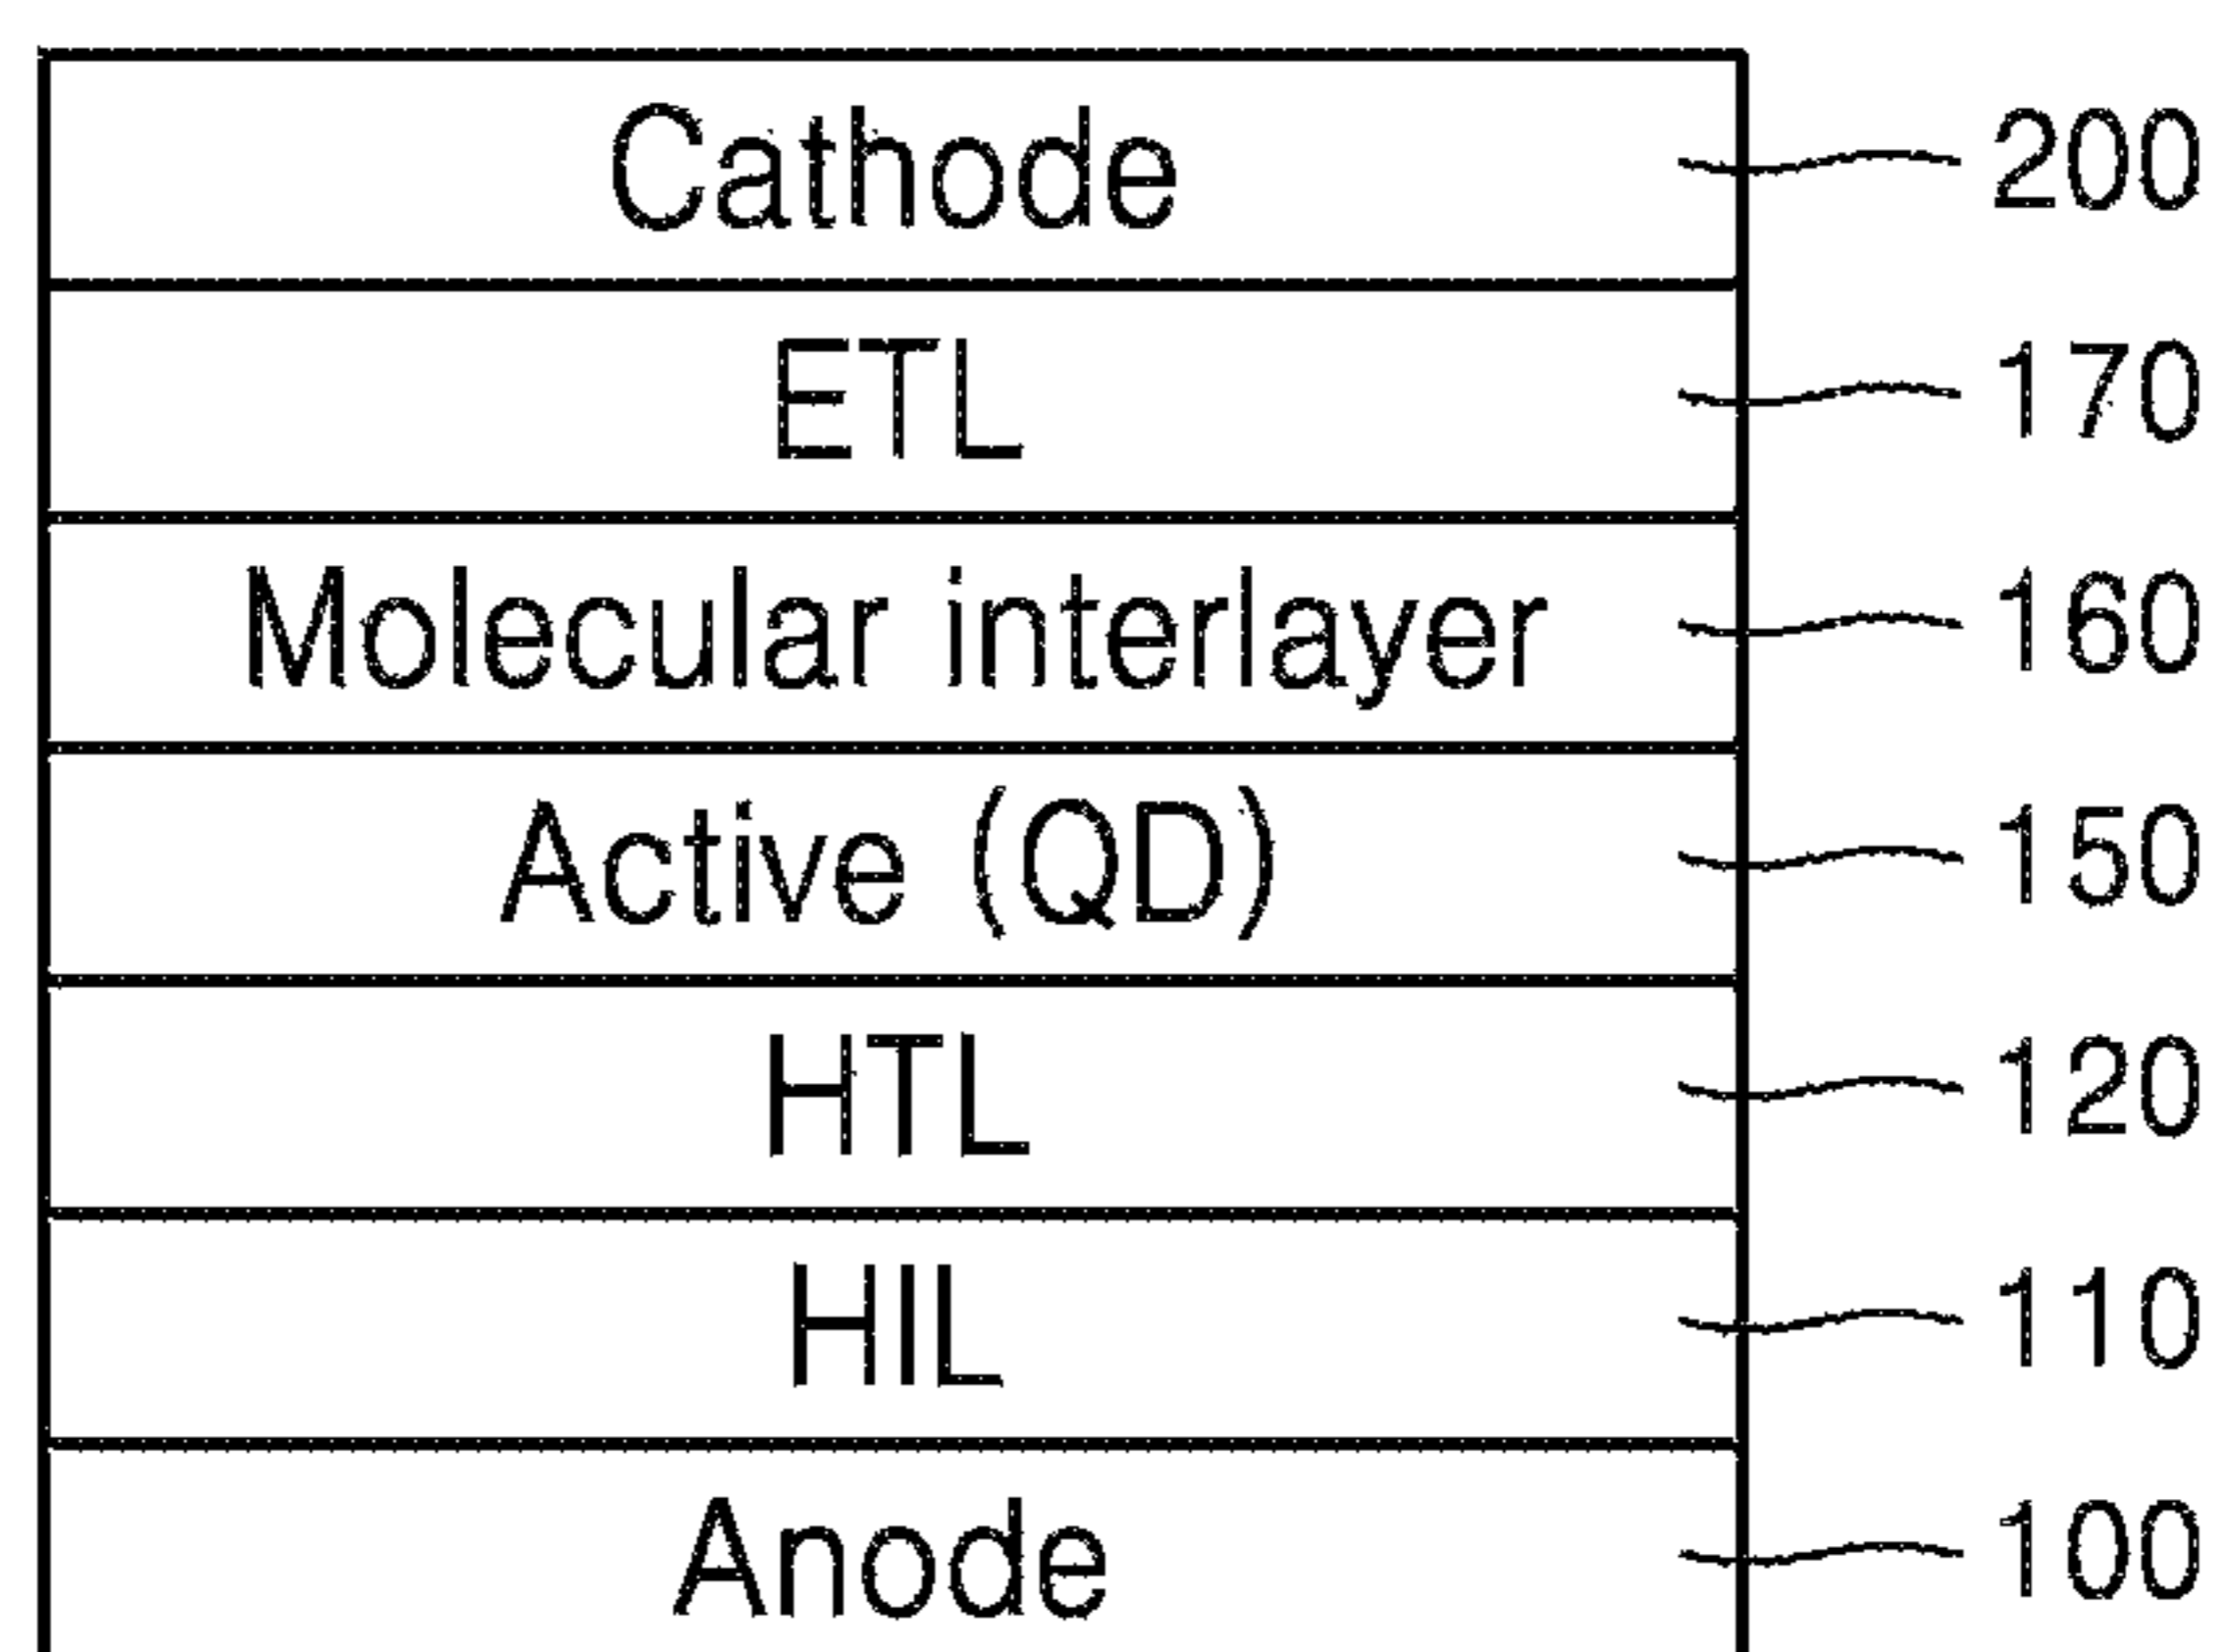 Cathode 200
ETL 170
Molecular interlayer 160
Active (QD) 150
HTL 120
HIL 110
Anode 100